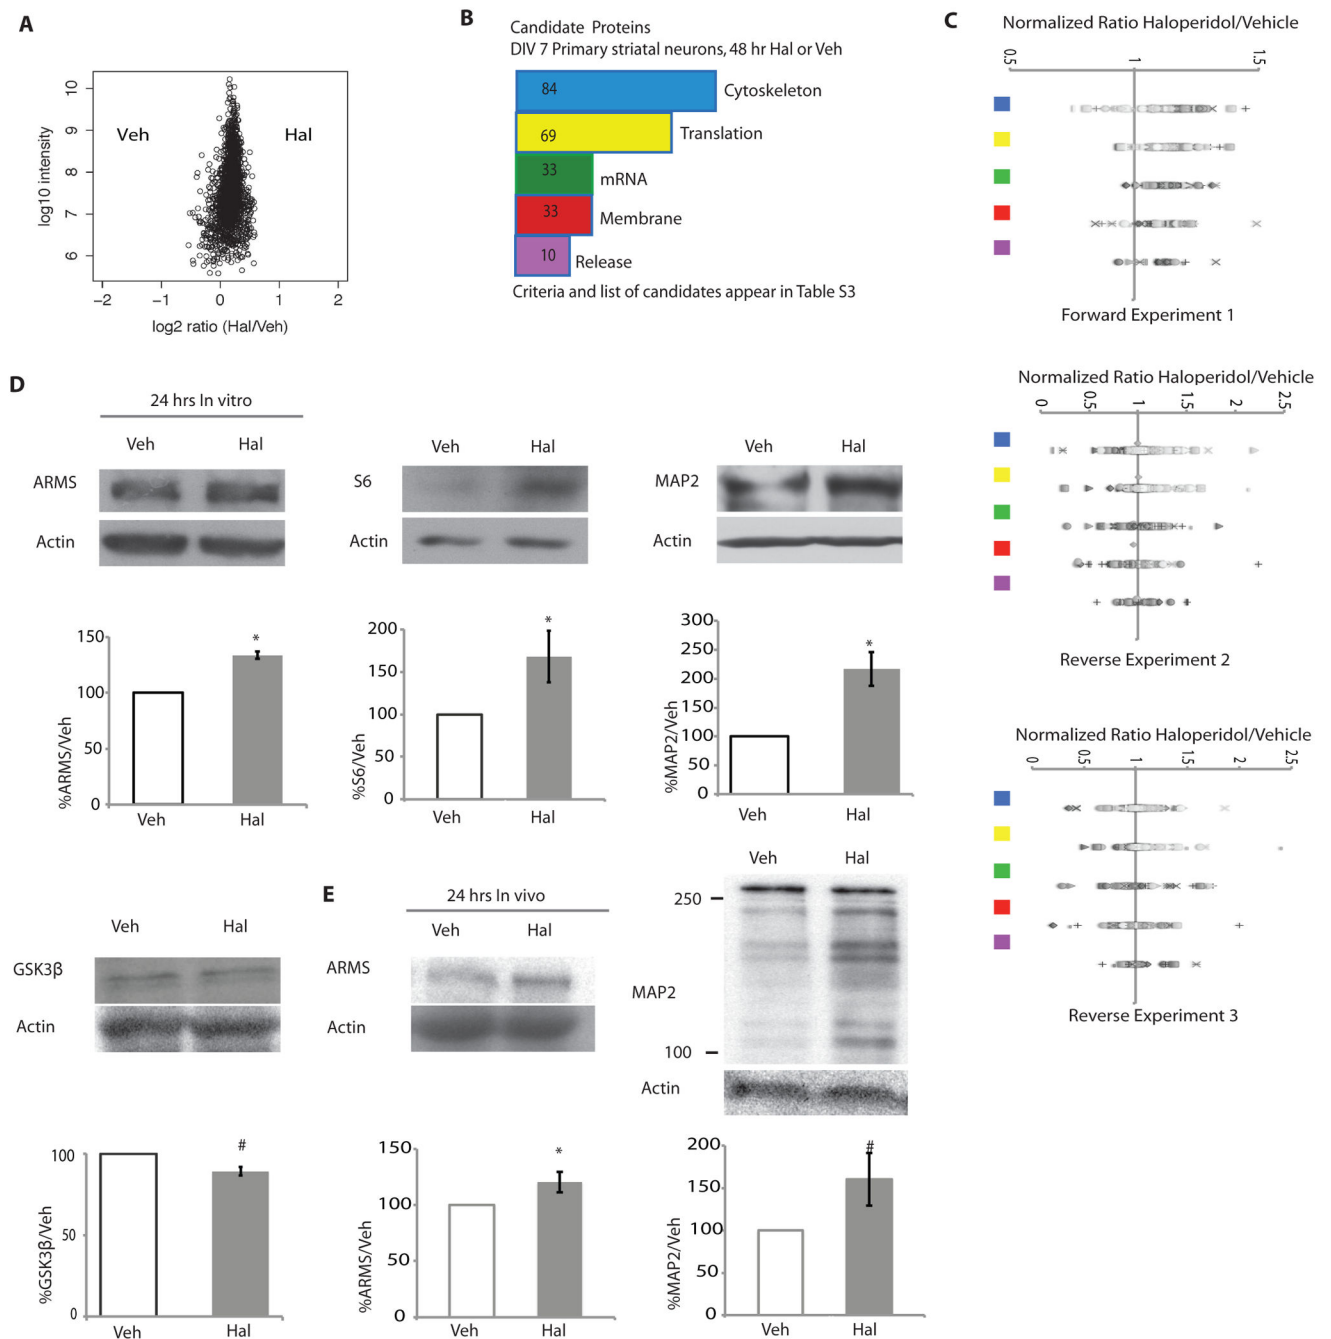 A
10
9
8
7
6
log10 intensity
Veh
Hal
−2 −1 0 1 2
log2 ratio (Hal/Veh)
B
Candidate Proteins
DIV 7 Primary striatal neurons, 48 hr Hal or Veh
84 Cytoskeleton
69 Translation
33 mRNA
33 Membrane
10 Release
Criteria and list of candidates appear in Table S3
C
Normalized Ratio Haloperidol/Vehicle
0.5 1 1.5
Forward Experiment 1
Normalized Ratio Haloperidol/Vehicle
0 0.5 1 1.5 2 2.5
Reverse Experiment 2
Normalized Ratio Haloperidol/Vehicle
0 0.5 1 1.5 2 2.5
Reverse Experiment 3
D
24 hrs In vitro
Veh Hal
ARMS
Actin
150
100
50
0
%ARMS/Veh
*
Veh Hal
Veh Hal
S6
Actin
200
150
100
50
0
%S6/Veh
*
Veh Hal
Veh Hal
MAP2
Actin
300
250
200
150
100
50
0
%MAP2/Veh
*
Veh Hal
Veh Hal
GSK3β
Actin
100
50
0
%GSK3β/Veh
#
Veh Hal
E
24 hrs In vivo
Veh Hal
ARMS
Actin
150
100
50
0
%ARMS/Veh
*
Veh Hal
Veh Hal
250
MAP2
100
Actin
200
150
100
50
0
%MAP2/Veh
#
Veh Hal